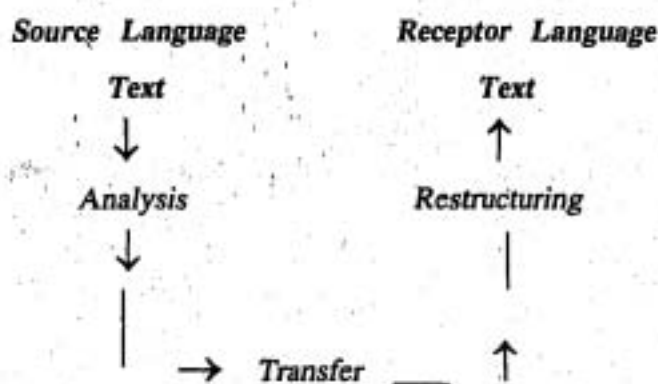 Source Language Receptor Language
Text Text
Analysis Restructuring
Transfer